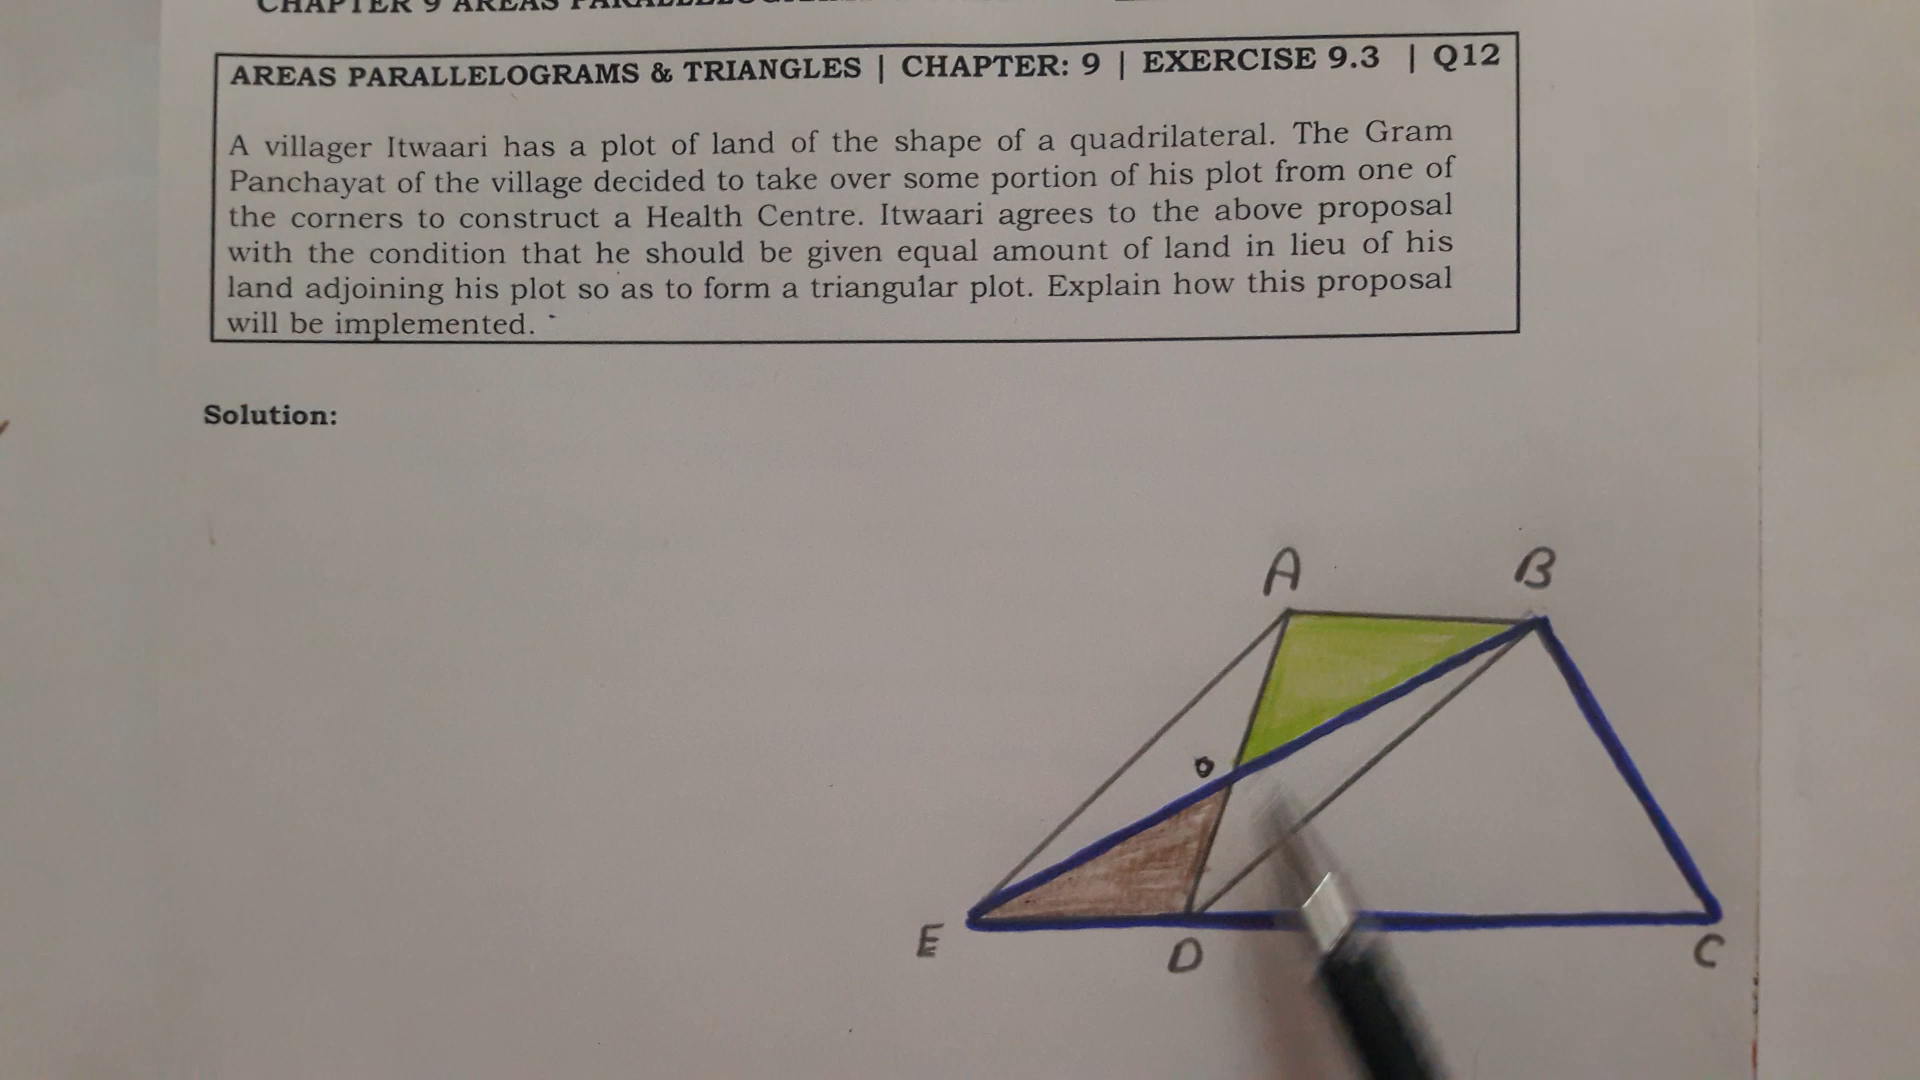 CHAPTER 9 AREAS
AREAS PARALLELOGRAMS & TRIANGLES | CHAPTER: 9 | EXERCISE 9.3 | Q12
A villager Itwaari has a plot of land of the shape of a quadrilateral. The Gram
Panchayat of the village decided to take over some portion of his plot from one of
the corners to construct a Health Centre. Itwaari agrees to the above proposal
with the condition that he should be given equal amount of land in lieu of his
land adjoining his plot so as to form a triangular plot. Explain how this proposal
will be implemented.
Solution:
A B
O
E D C